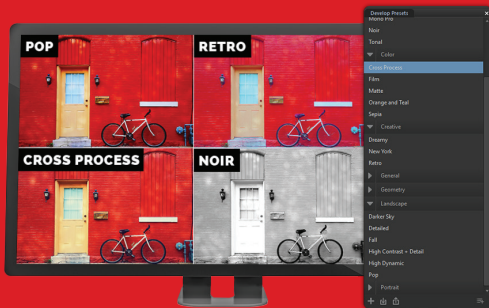 POP
RETRO
CROSS PROCESS
NOIR
Develop Presets
Mono Pro
Noir
Tonal
Color
Cross Process
Film
Matte
Orange and Teal
Sepia
Creative
Dreamy
New York
Retro
General
Geometry
Landscape
Darker Sky
Detailed
Fall
High Contrast + Detail
High Dynamic
Pop
Portrait